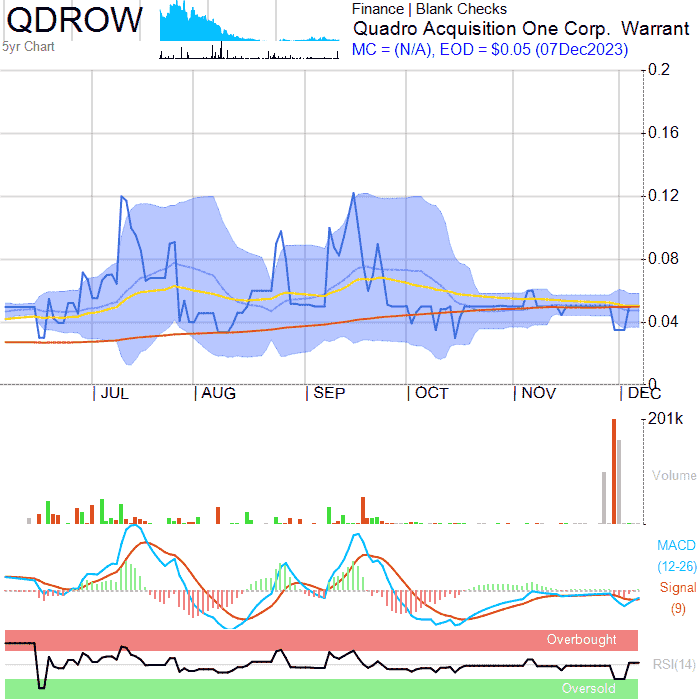 QDROW
5yr Chart
Finance | Blank Checks
Quadro Acquisition One Corp. Warrant
MC = (N/A), EOD = $0.05 (07Dec2023)
0.2
0.16
0.12
0.08
0.04
0
JUL AUG SEP OCT NOV DEC
201k
Volume
MACD
(12-26)
Signal
(9)
Overbought
RSI(14)
Oversold